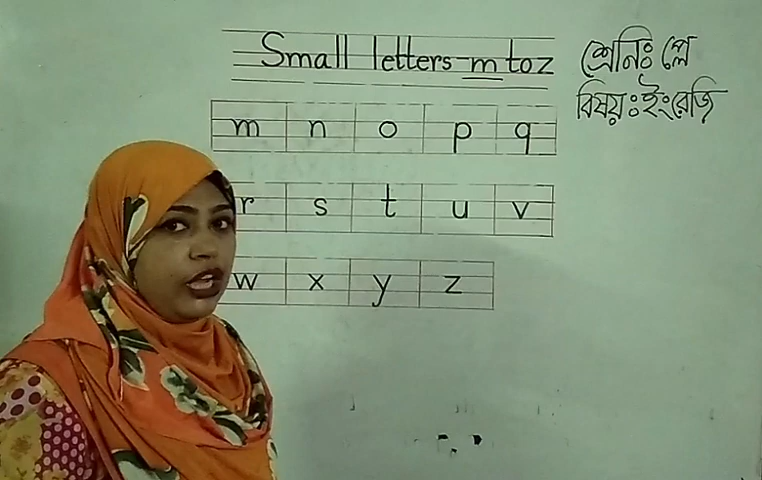 Small letters-m to z
শ্রেনিঃ প্লে
বিষয়ঃইংরেজি
m n o p q
r s t u v
w x y z